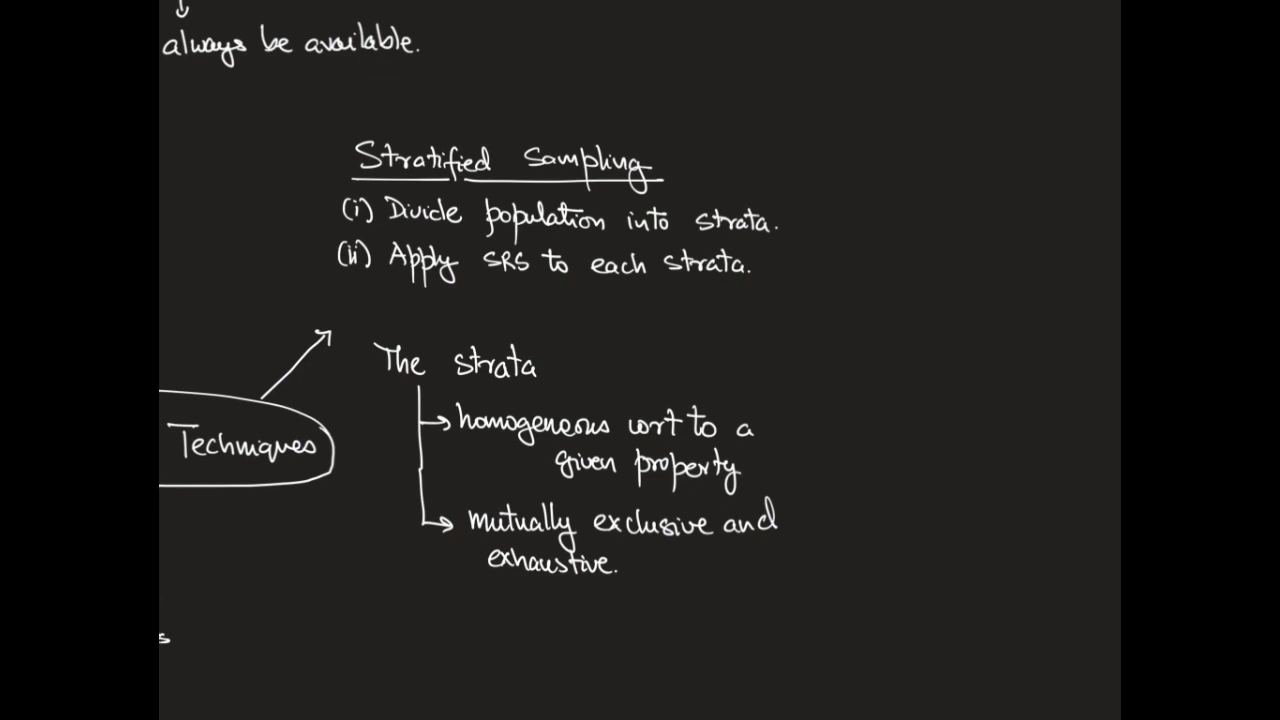 always be available.
Stratified Sampling
(i) Divide population into strata.
(ii) Apply SRS to each strata.
The strata
homogeneous wrt to a
given property
Techniques
mutually exclusive and
exhaustive.
s